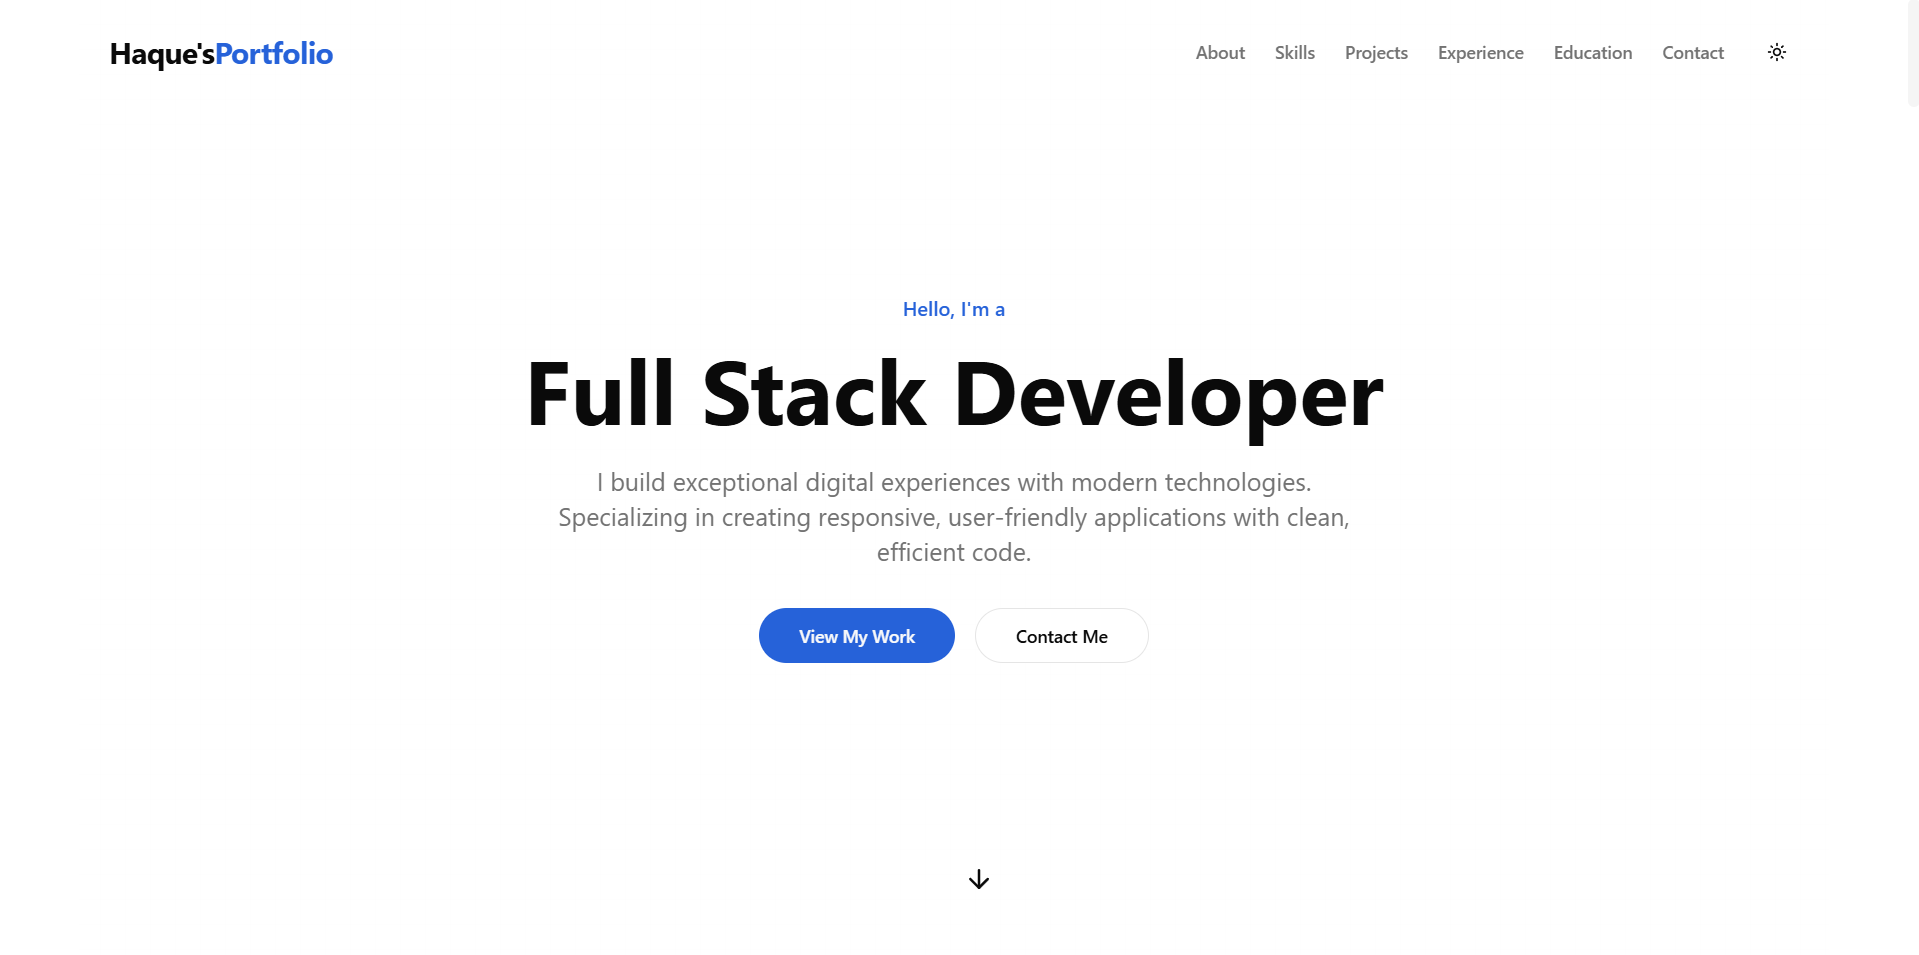 Haque'sPortfolio
About Skills Projects Experience Education Contact
Hello, I'm a
Full Stack Developer
I build exceptional digital experiences with modern technologies.
Specializing in creating responsive, user-friendly applications with clean,
efficient code.
View My Work Contact Me